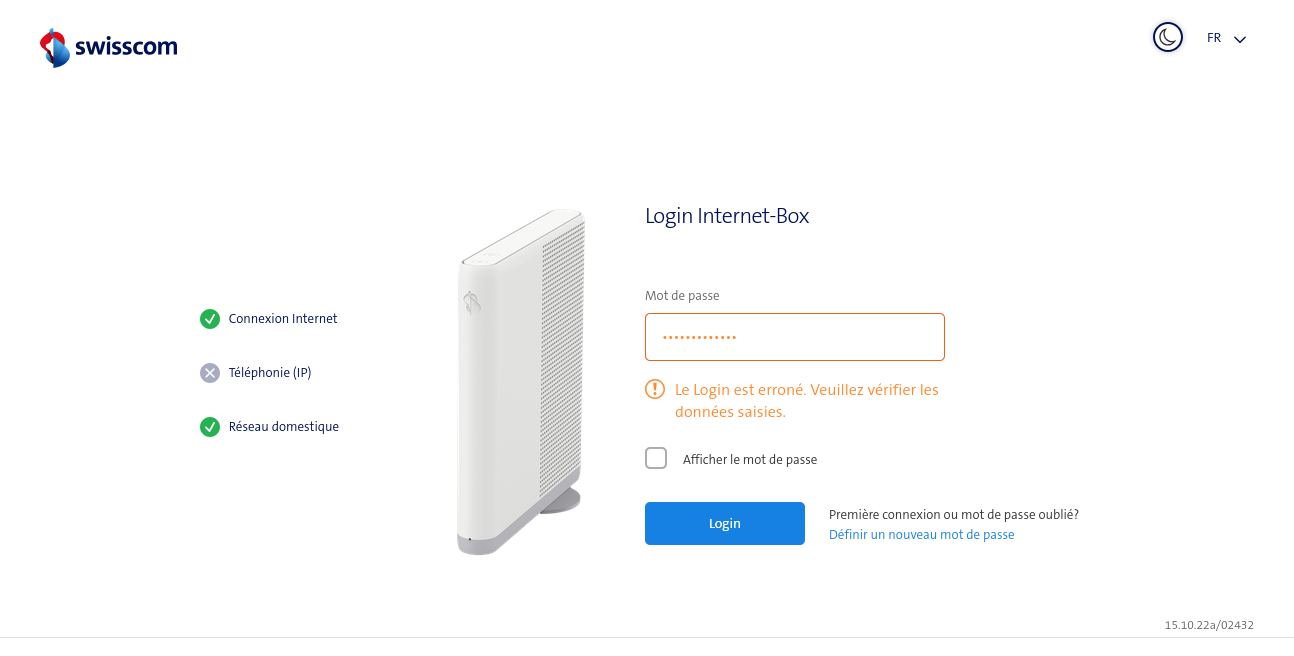 swisscom
FR
Login Internet-Box
Mot de passe
•••••••••••••
Le Login est erroné. Veuillez vérifier les
données saisies.
Afficher le mot de passe
Login
Première connexion ou mot de passe oublié?
Définir un nouveau mot de passe
Connexion Internet
Téléphonie (IP)
Réseau domestique
15.10.22a/02432